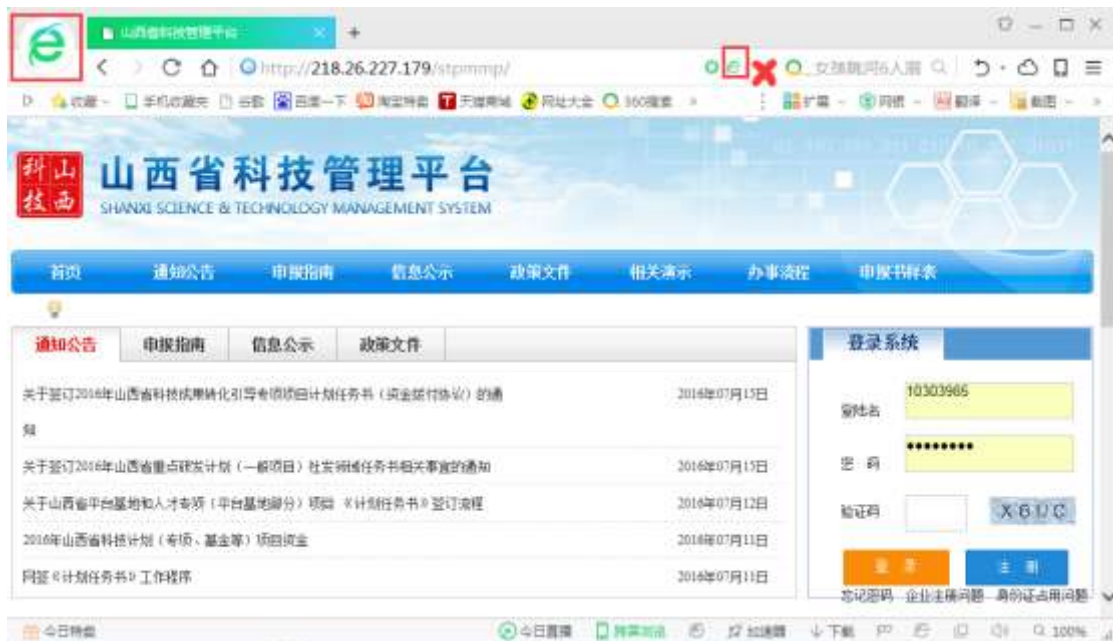 山西省科技管理平台
http://218.26.227.179/stpmmp/
女孩跳河6人溺
收藏
手机收藏夹
谷歌
百度一下
淘宝特卖
天猫商城
网址大全
360搜索
扩展
网银
翻译
截图
科山
技西
山西省科技管理平台
SHANXI SCIENCE & TECHNOLOGY MANAGEMENT SYSTEM
首页 通知公告 申报指南 信息公示 政策文件 相关演示 办事流程 申报书样表
通知公告 申报指南 信息公示 政策文件
关于签订2016年山西省科技成果转化引导专项项目计划任务书（资金拨付协议）的通 2016年07月15日
知
关于签订2016年山西省重点研发计划（一般项目）社发领域任务书相关事宜的通知 2016年07月15日
关于山西省平台基地和人才专项（平台基地部分）项目《计划任务书》签订流程 2016年07月12日
2016年山西省科技计划（专项、基金等）项目资金 2016年07月11日
网签《计划任务书》工作程序 2016年07月11日
登录系统
登陆名 10303965
密 码 ••••••••
验证码 X6UC
登 录 注 册
忘记密码 企业注册问题 身份证占用问题
今日特卖
今日直播
跨屏浏览
加速器
下载
100%